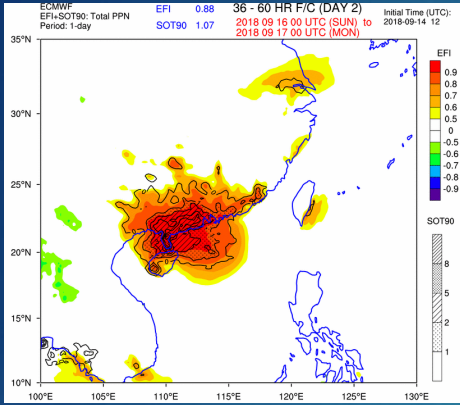 ECMWF
EFI+SOT90: Total PPN
Period: 1-day
EFI 0.88
SOT90 1.07
36 - 60 HR F/C (DAY 2)
2018 09 16 00 UTC (SUN) to
2018 09 17 00 UTC (MON)
Initial Time (UTC):
2018-09-14 12
35°N
30°N
25°N
20°N
15°N
10°N
100°E 105°E 110°E 115°E 120°E 125°E 130°E
EFI
0.9
0.8
0.7
0.6
0.5
0
-0.5
-0.6
-0.7
-0.8
-0.9
SOT90
8
5
2
1